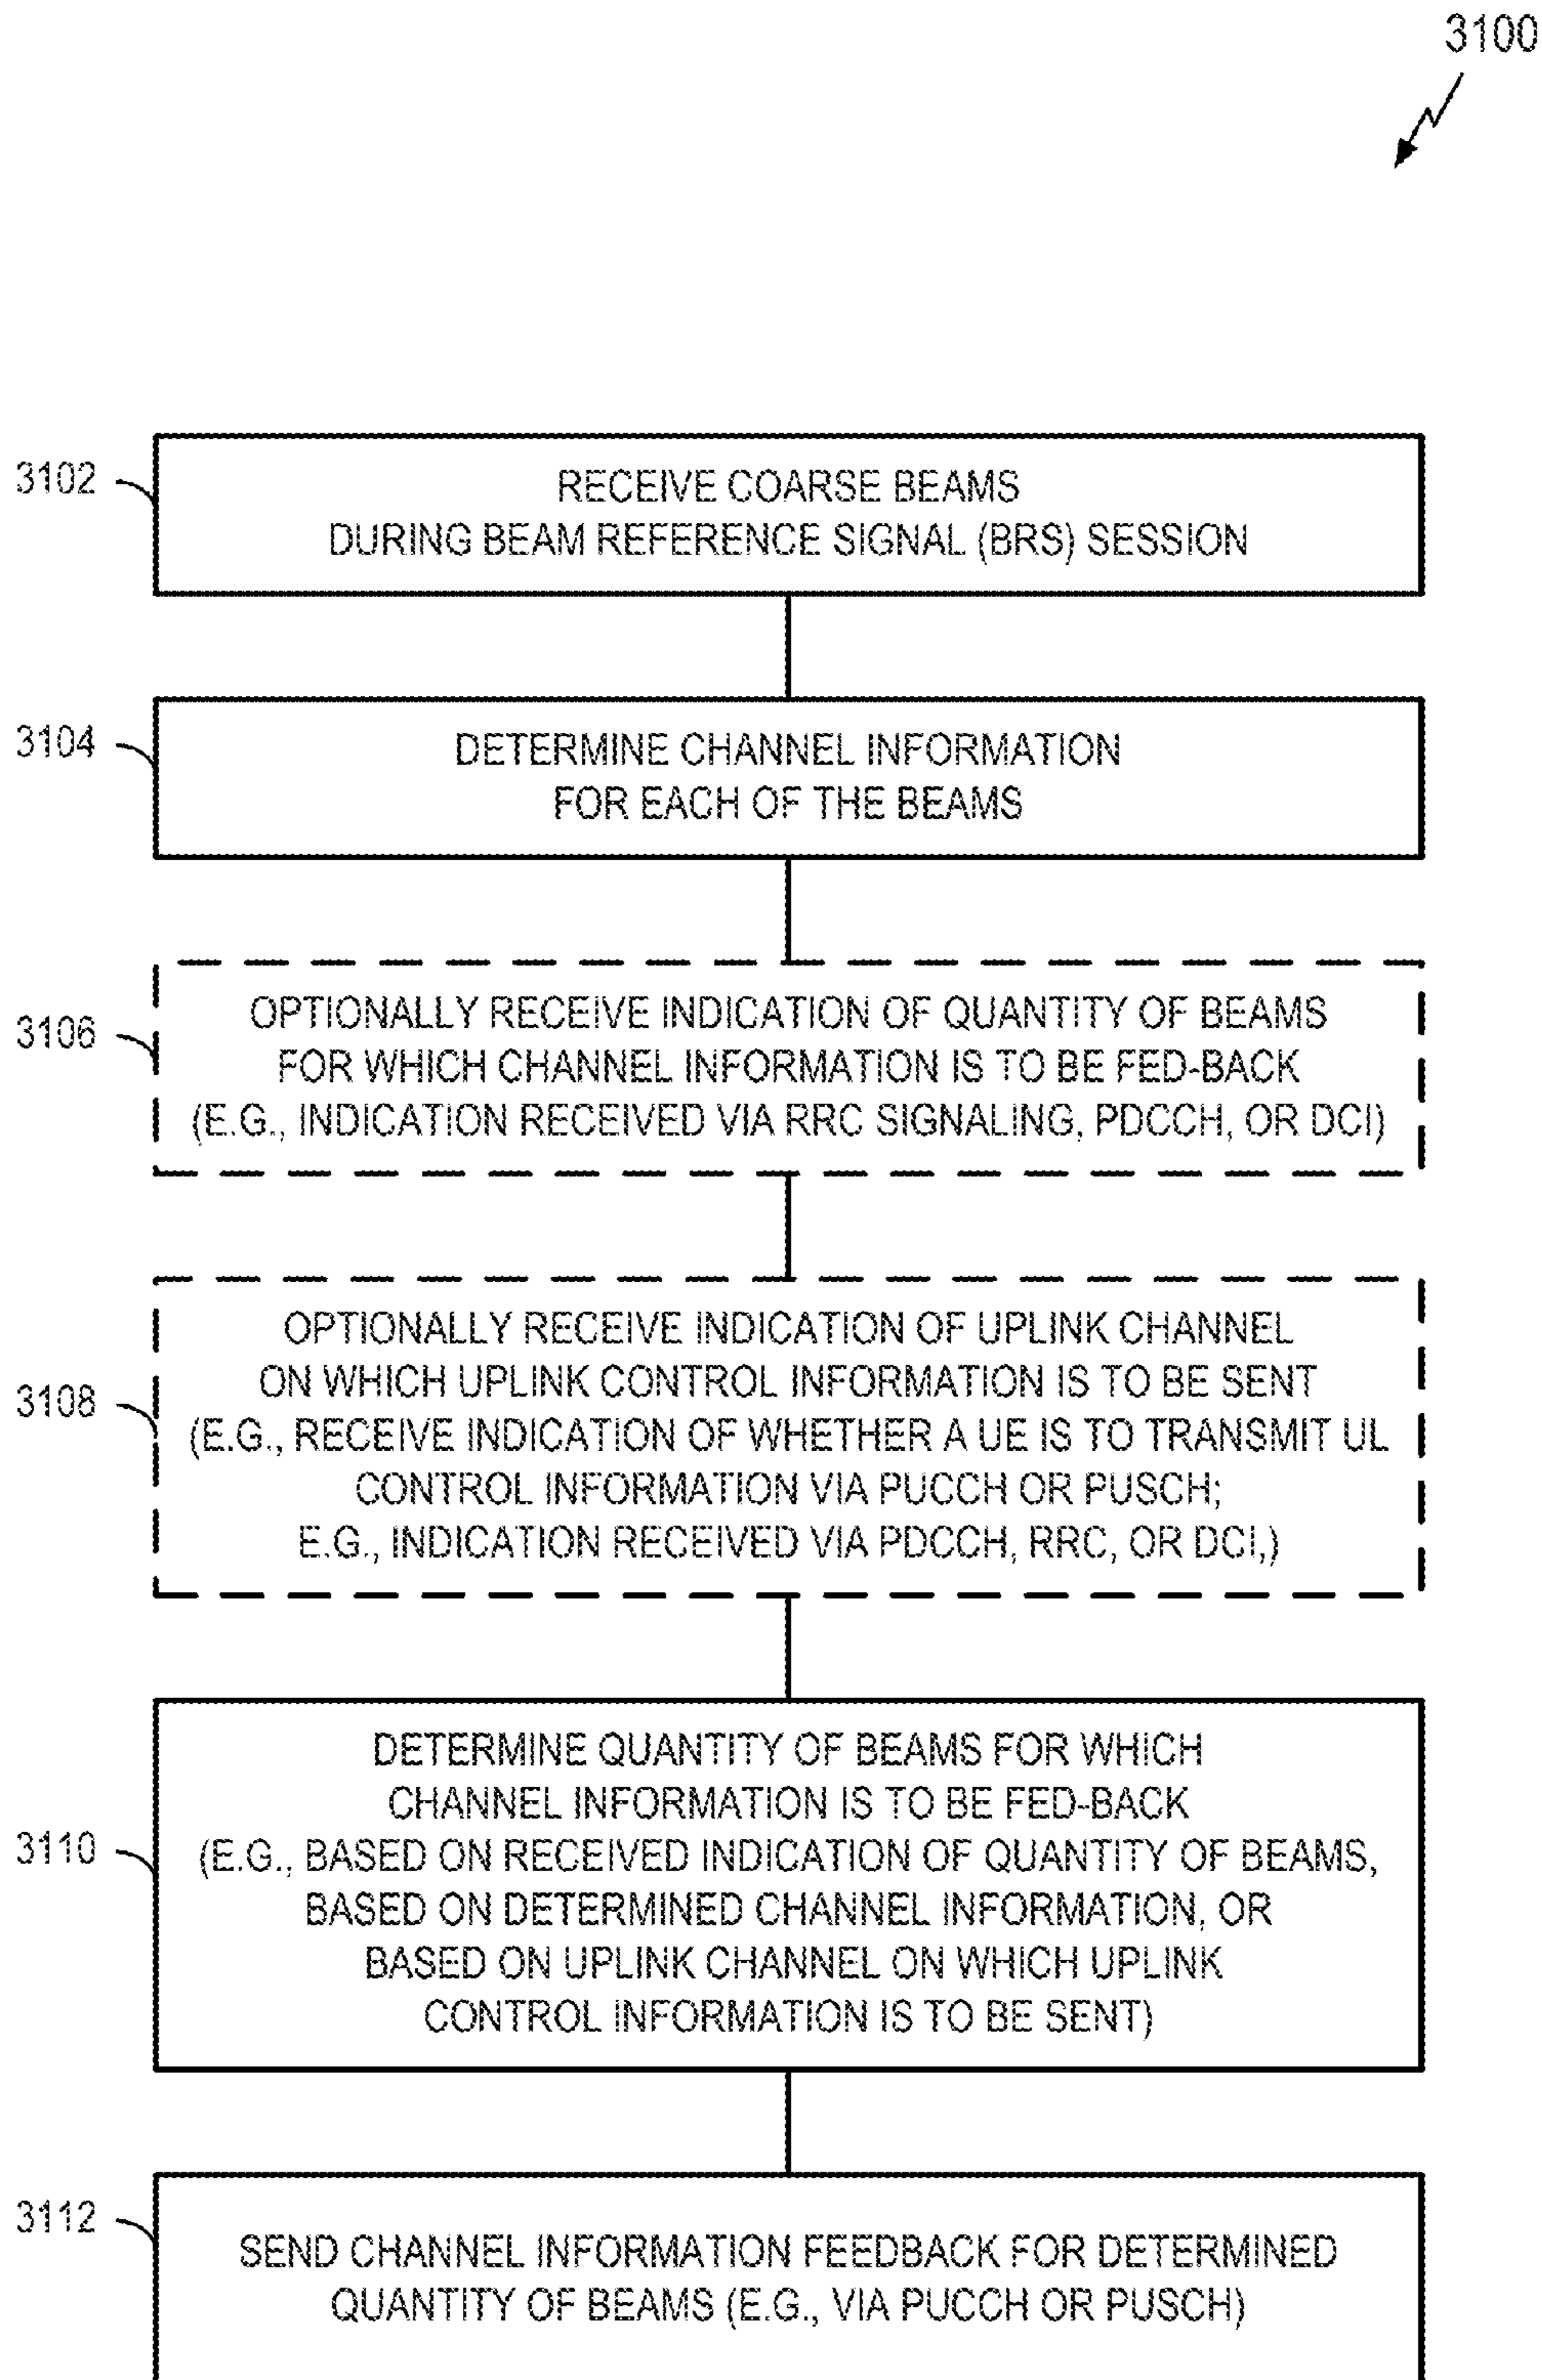 3100
3102
RECEIVE COARSE BEAMS
DURING BEAM REFERENCE SIGNAL (BRS) SESSION
3104
DETERMINE CHANNEL INFORMATION
FOR EACH OF THE BEAMS
3106
OPTIONALLY RECEIVE INDICATION OF QUANTITY OF BEAMS
FOR WHICH CHANNEL INFORMATION IS TO BE FED-BACK
(E.G., INDICATION RECEIVED VIA RRC SIGNALING, PDCCH, OR DCI)
3108
OPTIONALLY RECEIVE INDICATION OF UPLINK CHANNEL
ON WHICH UPLINK CONTROL INFORMATION IS TO BE SENT
(E.G., RECEIVE INDICATION OF WHETHER A UE IS TO TRANSMIT UL
CONTROL INFORMATION VIA PUCCH OR PUSCH;
E.G., INDICATION RECEIVED VIA PDCCH, RRC, OR DCI,)
3110
DETERMINE QUANTITY OF BEAMS FOR WHICH
CHANNEL INFORMATION IS TO BE FED-BACK
(E.G., BASED ON RECEIVED INDICATION OF QUANTITY OF BEAMS,
BASED ON DETERMINED CHANNEL INFORMATION, OR
BASED ON UPLINK CHANNEL ON WHICH UPLINK
CONTROL INFORMATION IS TO BE SENT)
3112
SEND CHANNEL INFORMATION FEEDBACK FOR DETERMINED
QUANTITY OF BEAMS (E.G., VIA PUCCH OR PUSCH)